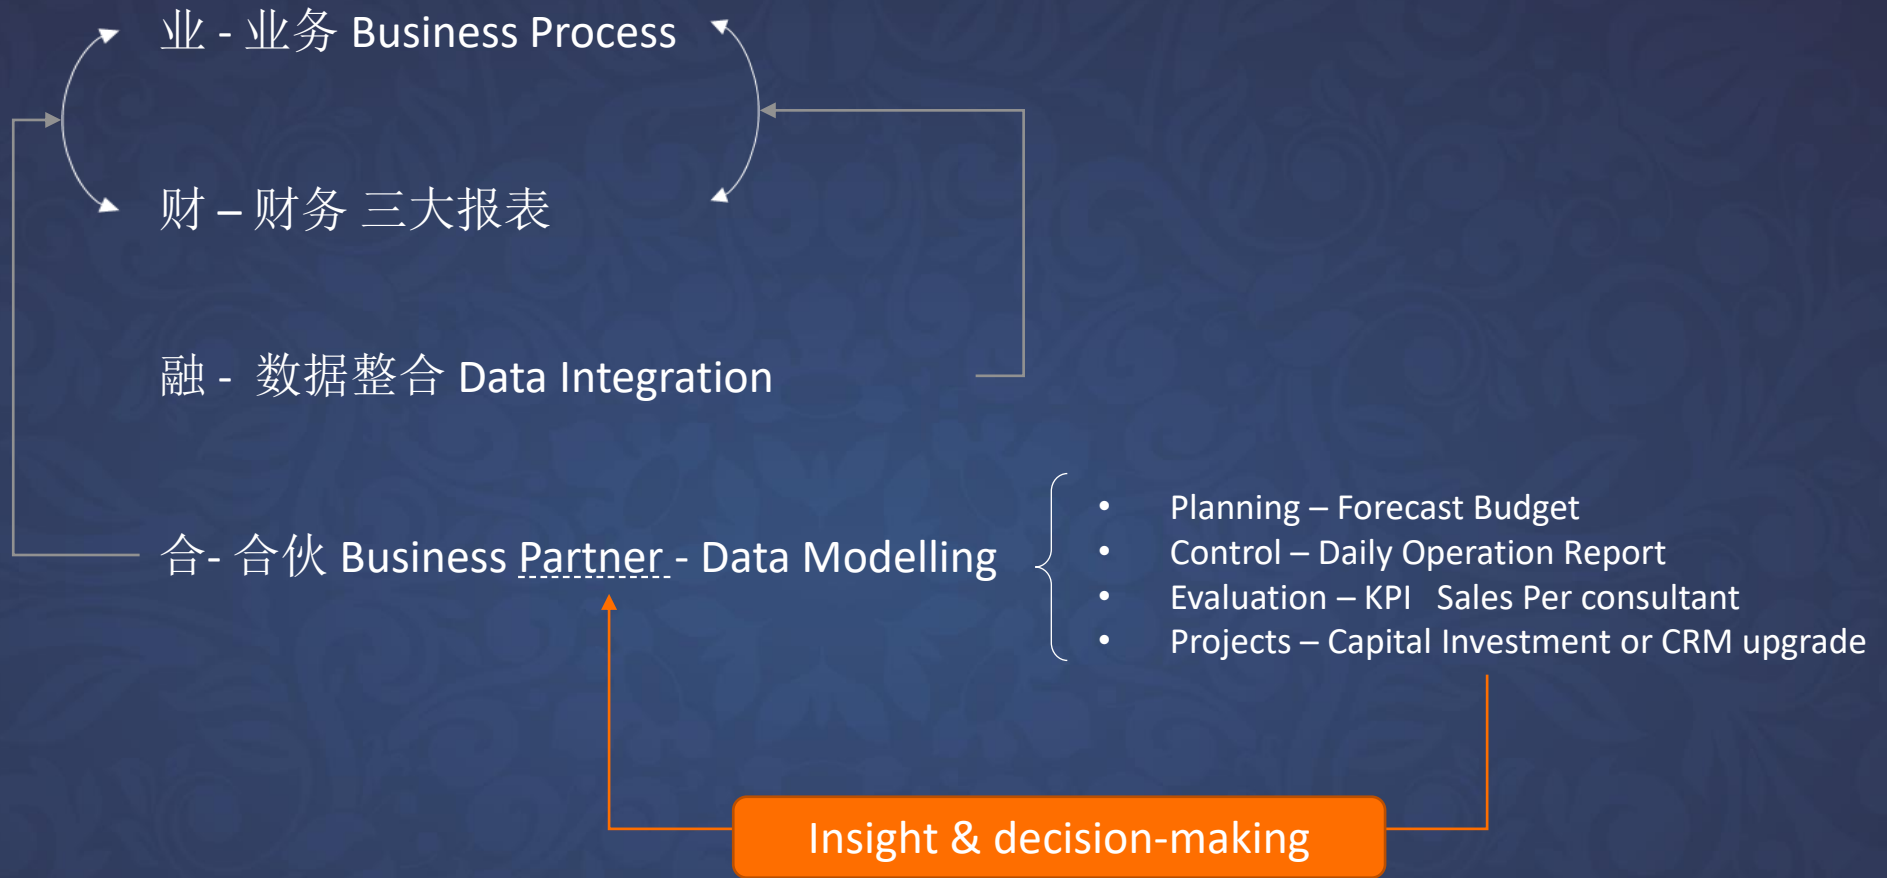 业 - 业务 Business Process
财 – 财务 三大报表
融 - 数据整合 Data Integration
合- 合伙 Business Partner - Data Modelling
• Planning – Forecast Budget
• Control – Daily Operation Report
• Evaluation – KPI Sales Per consultant
• Projects – Capital Investment or CRM upgrade
Insight & decision-making